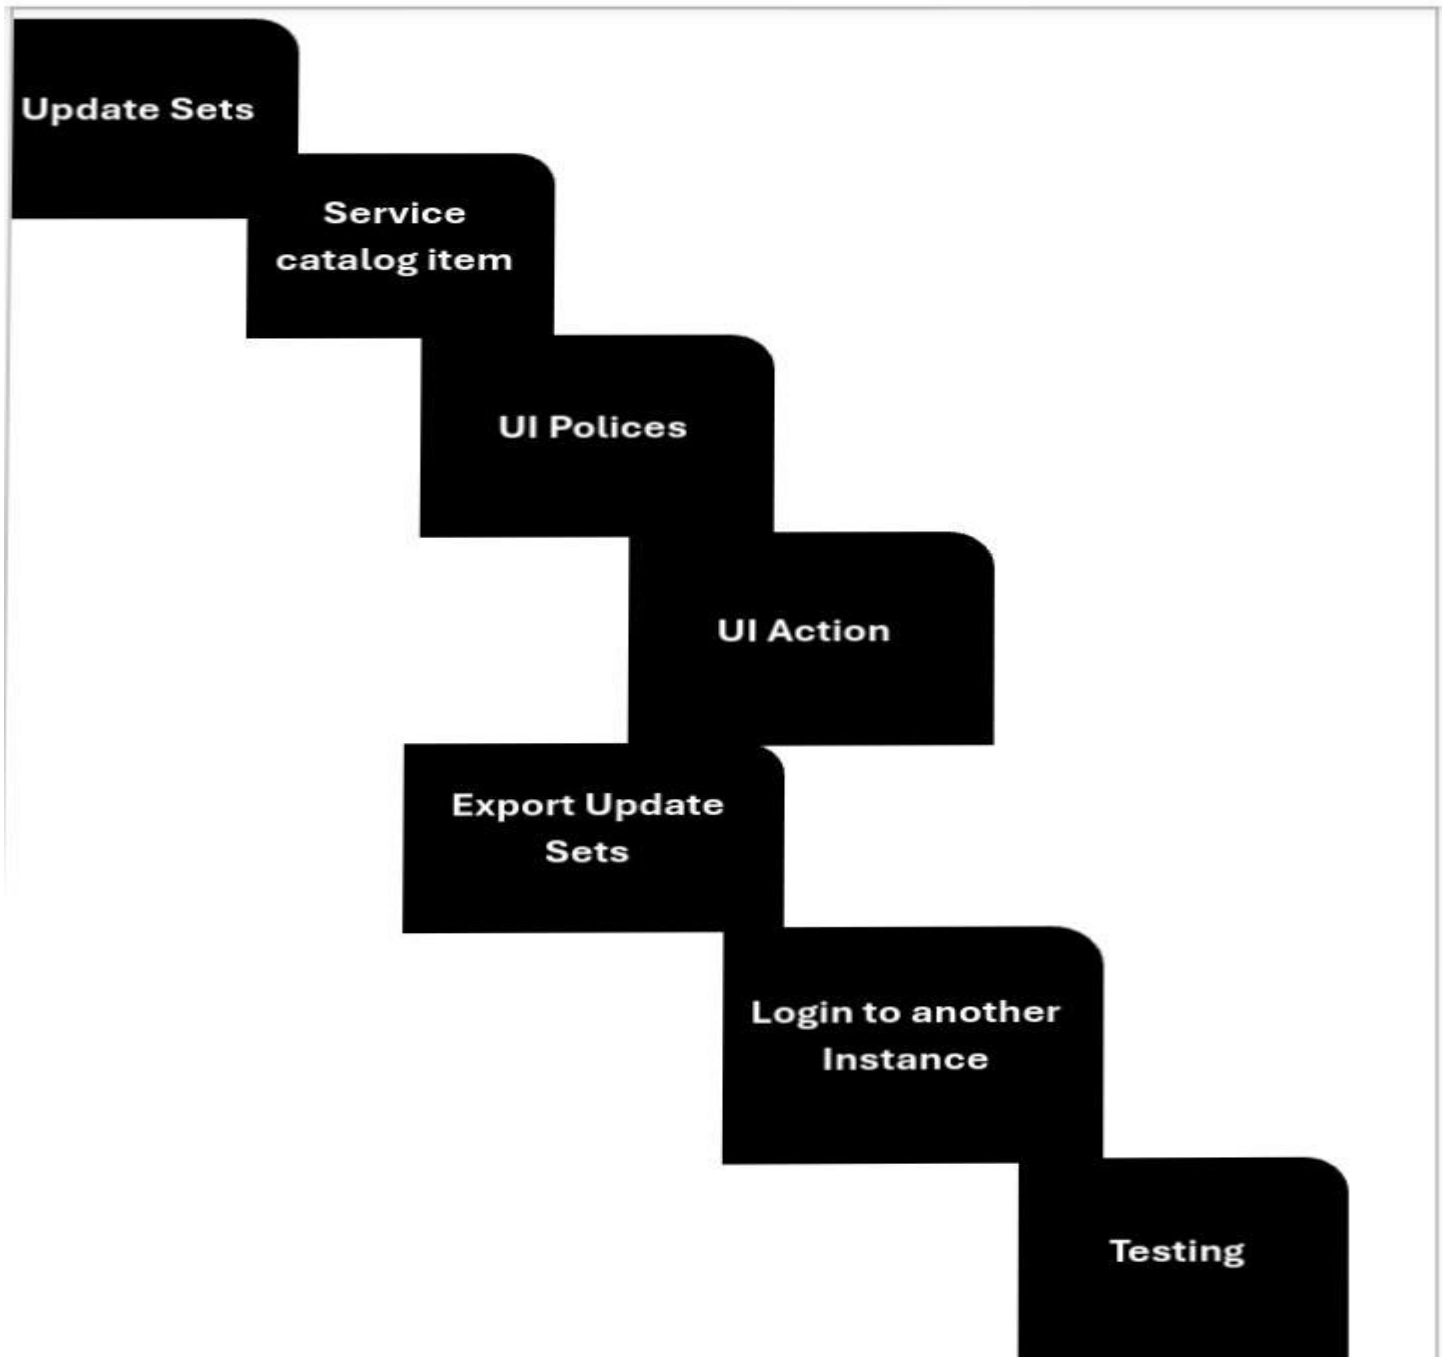 Update Sets
Service
catalog item
UI Polices
UI Action
Export Update
Sets
Login to another
Instance
Testing